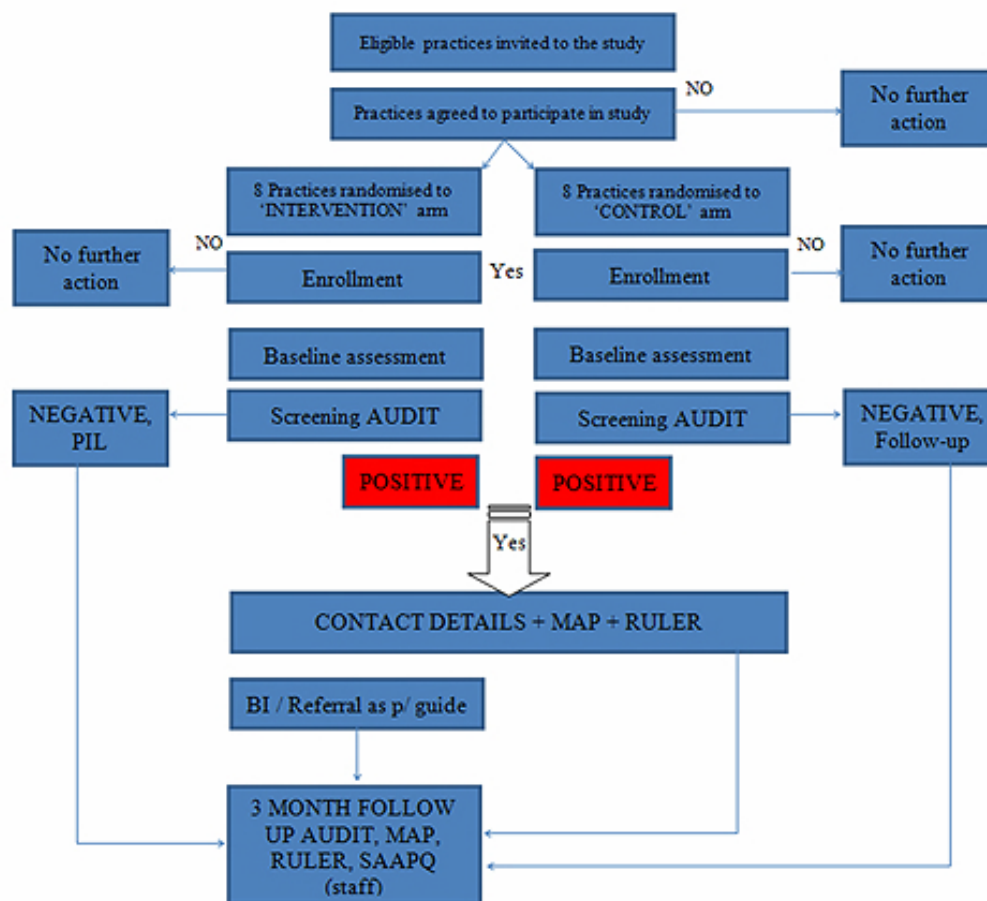 Eligible practices invited to the study
Practices agreed to participate in study
NO
No further
action
8 Practices randomised to
‘INTERVENTION’ arm
8 Practices randomised to
‘CONTROL’ arm
No further
action
NO
Enrollment
Yes
Enrollment
NO
No further
action
Baseline assessment
Baseline assessment
NEGATIVE,
PIL
Screening AUDIT
Screening AUDIT
NEGATIVE,
Follow-up
POSITIVE
POSITIVE
Yes
CONTACT DETAILS + MAP + RULER
BI / Referral as p/ guide
3 MONTH FOLLOW
UP AUDIT, MAP,
RULER, SAAPQ
(staff)